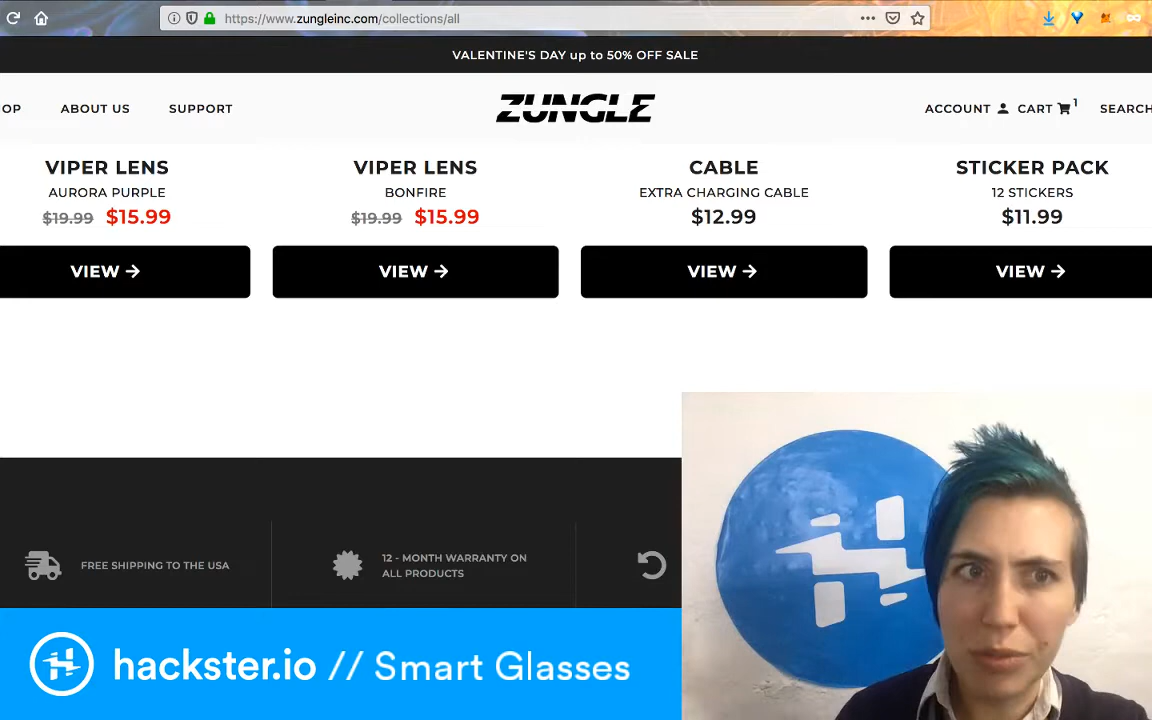 https://www.zungleinc.com/collections/all
VALENTINE'S DAY up to 50% OFF SALE
OP ABOUT US SUPPORT ZUNGLE ACCOUNT CART 1 SEARCH
VIPER LENS
AURORA PURPLE
$19.99 $15.99
VIEW →
VIPER LENS
BONFIRE
$19.99 $15.99
VIEW →
CABLE
EXTRA CHARGING CABLE
$12.99
VIEW →
STICKER PACK
12 STICKERS
$11.99
VIEW →
FREE SHIPPING TO THE USA
12 - MONTH WARRANTY ON
ALL PRODUCTS
hackster.io // Smart Glasses